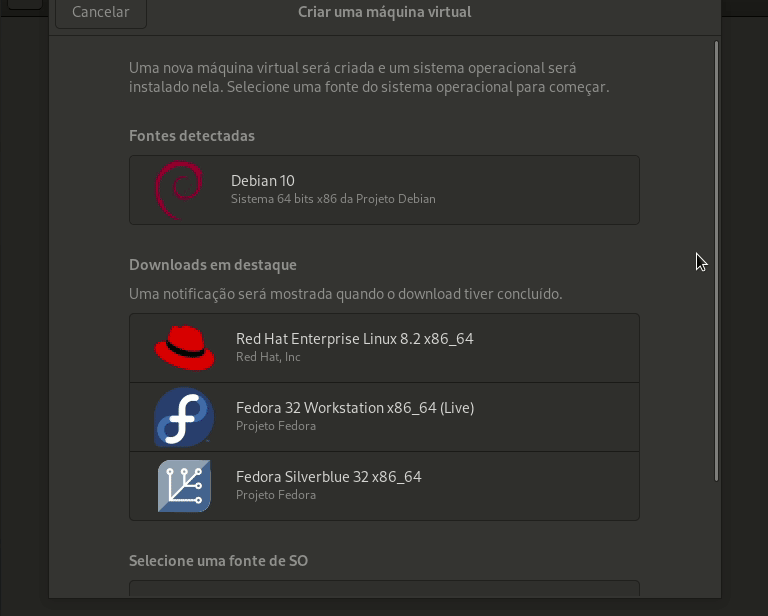 Cancelar
Criar uma máquina virtual
Uma nova máquina virtual será criada e um sistema operacional será
instalado nela. Selecione uma fonte do sistema operacional para começar.
Fontes detectadas
Debian 10
Sistema 64 bits x86 da Projeto Debian
Downloads em destaque
Uma notificação será mostrada quando o download tiver concluído.
Red Hat Enterprise Linux 8.2 x86_64
Red Hat, Inc
Fedora 32 Workstation x86_64 (Live)
Projeto Fedora
Fedora Silverblue 32 x86_64
Projeto Fedora
Selecione uma fonte de SO